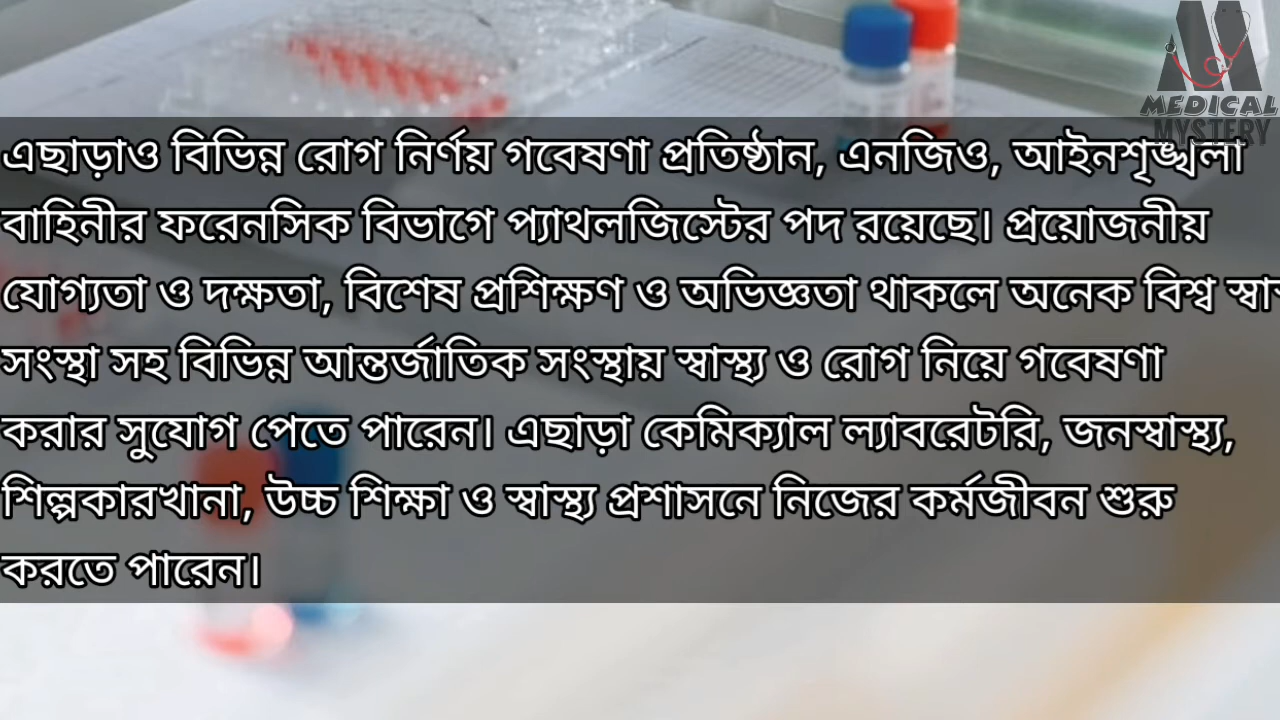 এছাড়াও বিভিন্ন রোগ নির্ণয় গবেষণা প্রতিষ্ঠান, এনজিও, আইনশৃঙ্খলা
বাহিনীর ফরেনসিক বিভাগে প্যাথলজিস্টের পদ রয়েছে। প্রয়োজনীয়
যোগ্যতা ও দক্ষতা, বিশেষ প্রশিক্ষণ ও অভিজ্ঞতা থাকলে অনেক বিশ্ব
সংস্থা সহ বিভিন্ন আন্তর্জাতিক সংস্থায় স্বাস্থ্য ও রোগ নিয়ে গবেষণা
করার সুযোগ পেতে পারেন। এছাড়া কেমিক্যাল ল্যাবরেটরি, জনস্বাস্থ্য,
শিল্পকারখানা, উচ্চ শিক্ষা ও স্বাস্থ্য প্রশাসনে নিজের কর্মজীবন শুরু
করতে পারেন।
MEDICAL
MYSTERY